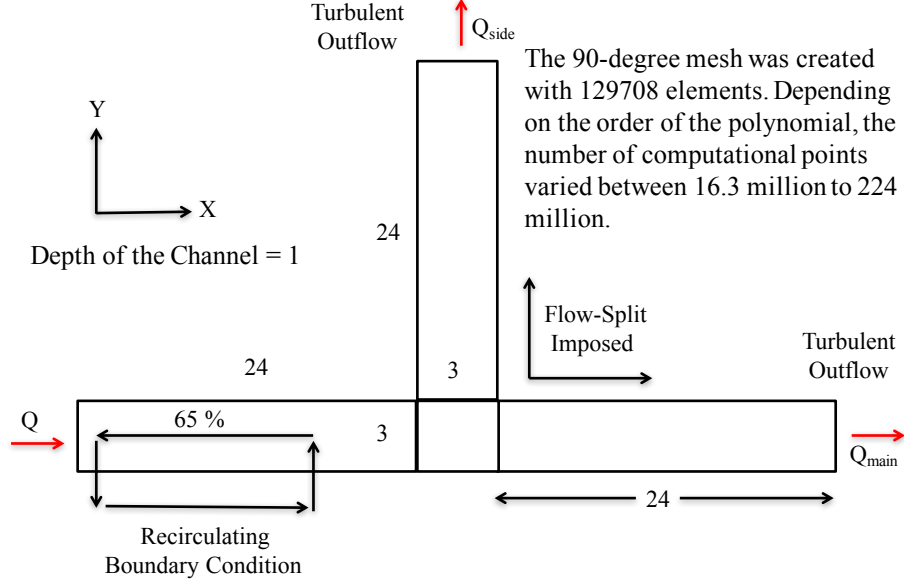 Turbulent
Outflow
Q_side
The 90-degree mesh was created
with 129708 elements. Depending
on the order of the polynomial, the
number of computational points
varied between 16.3 million to 224
million.
Y
X
Depth of the Channel = 1
24
Flow-Split
Imposed
Turbulent
Outflow
24
3
Q
65 %
3
Q_main
24
Recirculating
Boundary Condition